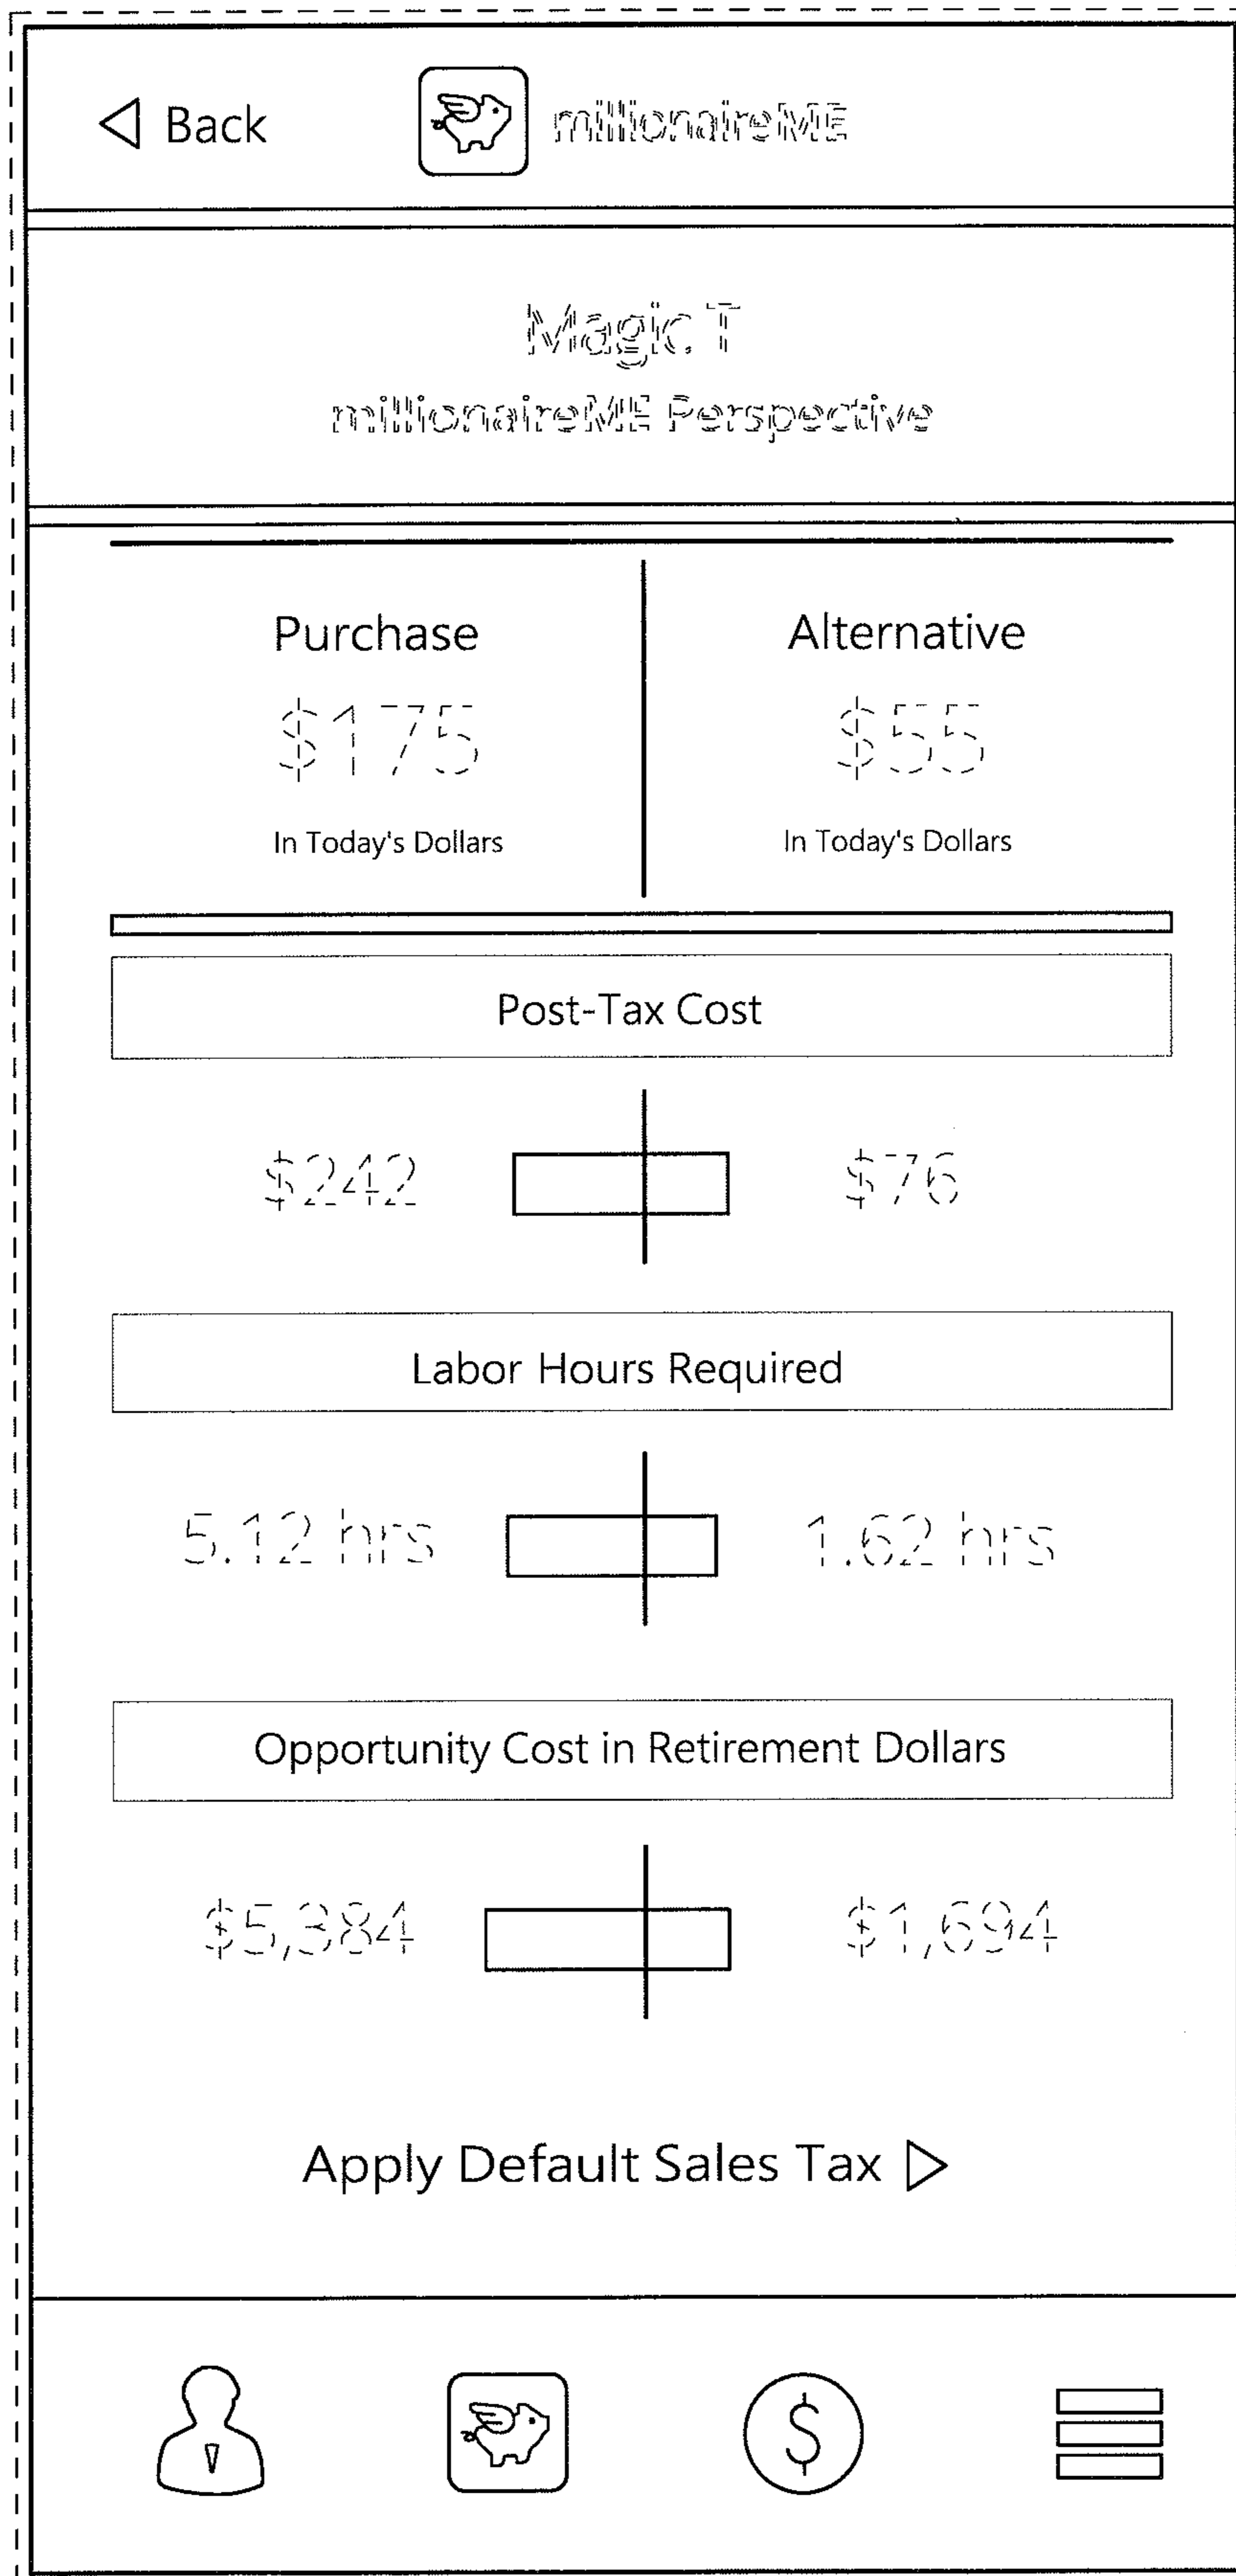 Back
millionaireME
Magic T
millionaireME Perspective
Purchase
Alternative
$175
$55
In Today's Dollars
In Today's Dollars
Post-Tax Cost
$242
$76
Labor Hours Required
5.12 hrs
1.62 hrs
Opportunity Cost in Retirement Dollars
$5,384
$1,694
Apply Default Sales Tax
$